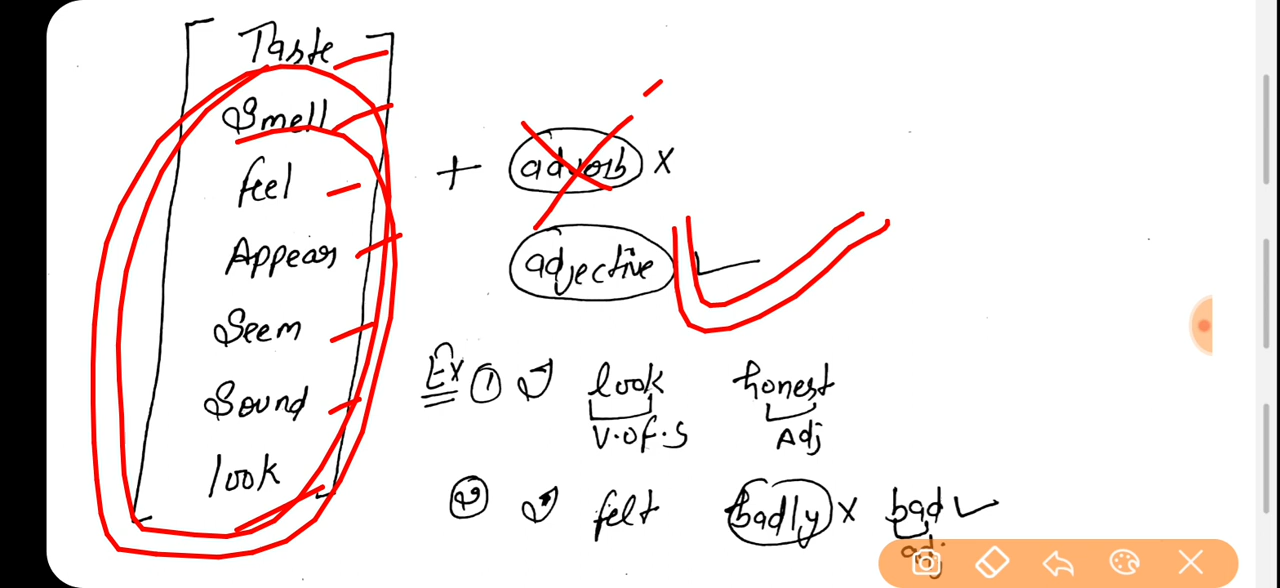 Taste
Smell
feel
+ adverb x
Appear
adjective
Seem
Ex ① I look honest
Sound
V.of.S Adj
look
② I felt badly x bad
adj.